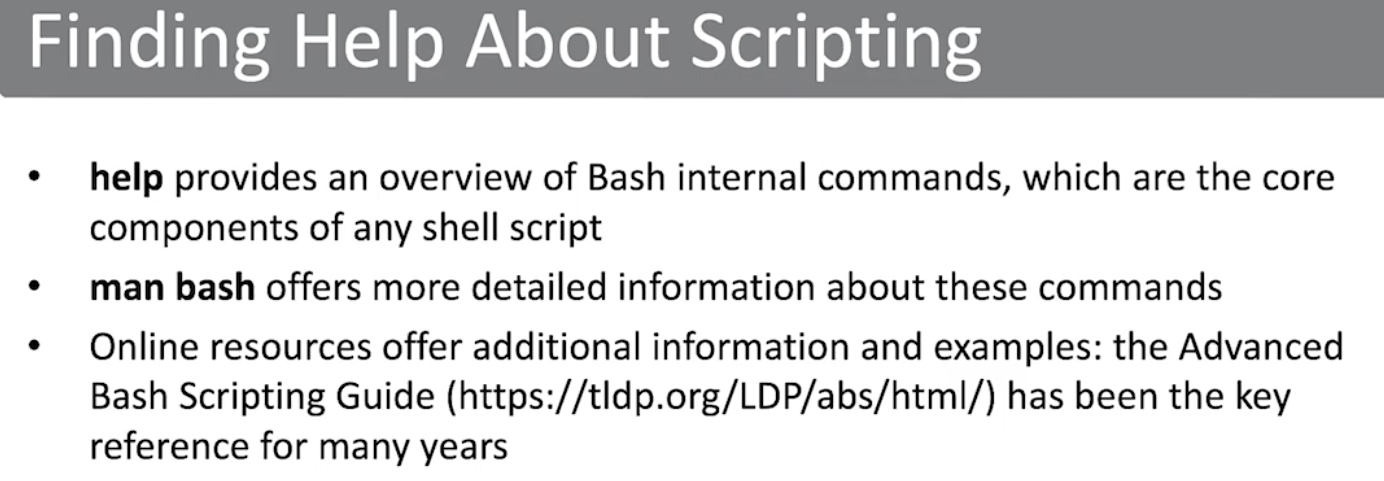 Finding Help About Scripting
• help provides an overview of Bash internal commands, which are the core
components of any shell script
• man bash offers more detailed information about these commands
• Online resources offer additional information and examples: the Advanced
Bash Scripting Guide (https://tldp.org/LDP/abs/html/) has been the key
reference for many years